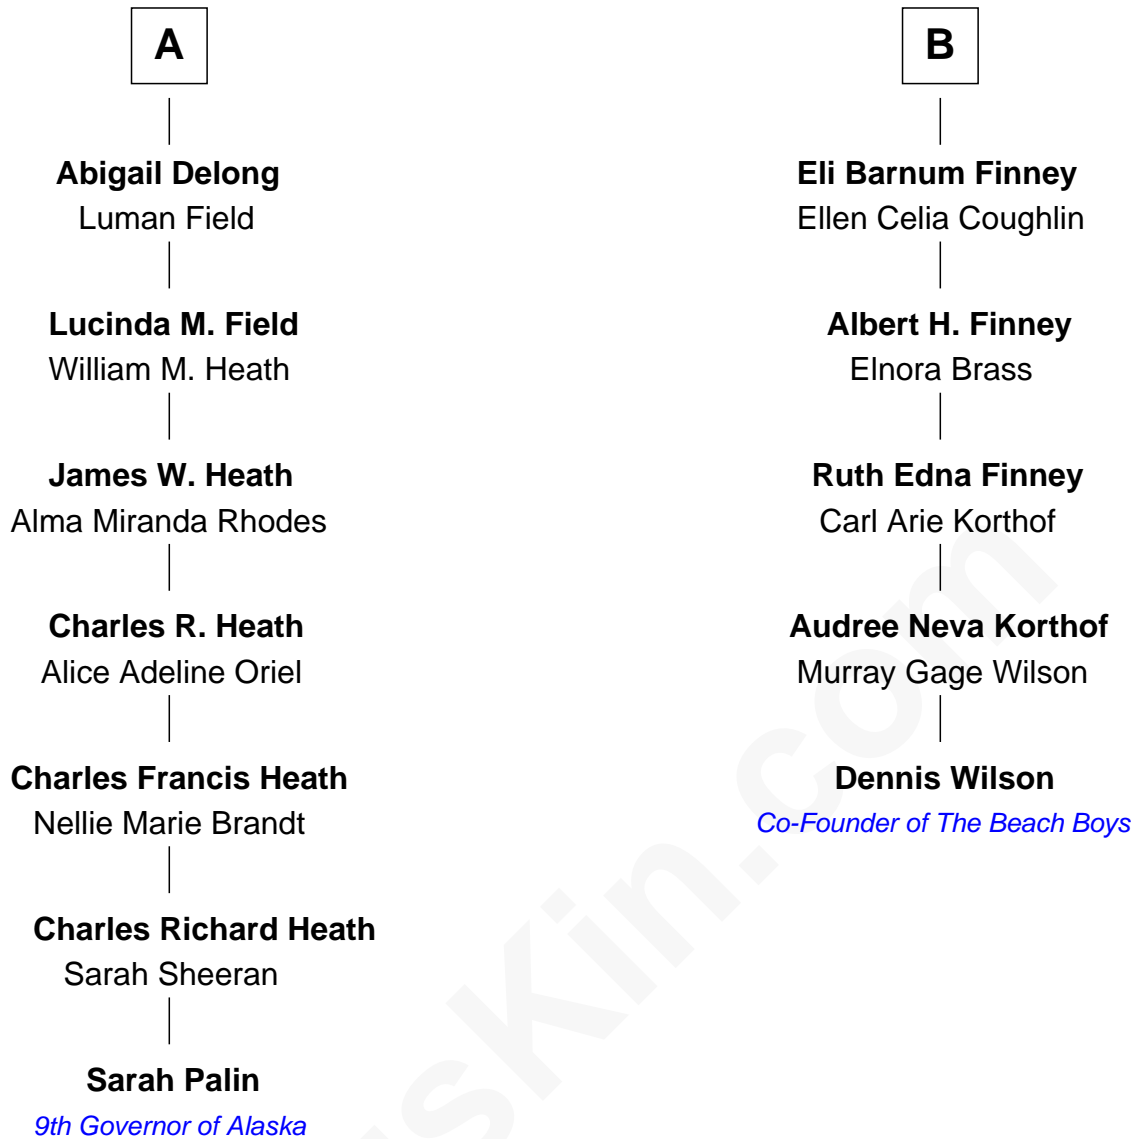 A
Abigail Delong
Luman Field
Lucinda M. Field
William M. Heath
James W. Heath
Alma Miranda Rhodes
Charles R. Heath
Alice Adeline Oriel
Charles Francis Heath
Nellie Marie Brandt
Charles Richard Heath
Sarah Sheeran
Sarah Palin
9th Governor of Alaska
B
Eli Barnum Finney
Ellen Celia Coughlin
Albert H. Finney
Elnora Brass
Ruth Edna Finney
Carl Arie Korthof
Audree Neva Korthof
Murray Gage Wilson
Dennis Wilson
Co-Founder of The Beach Boys
sKin.com